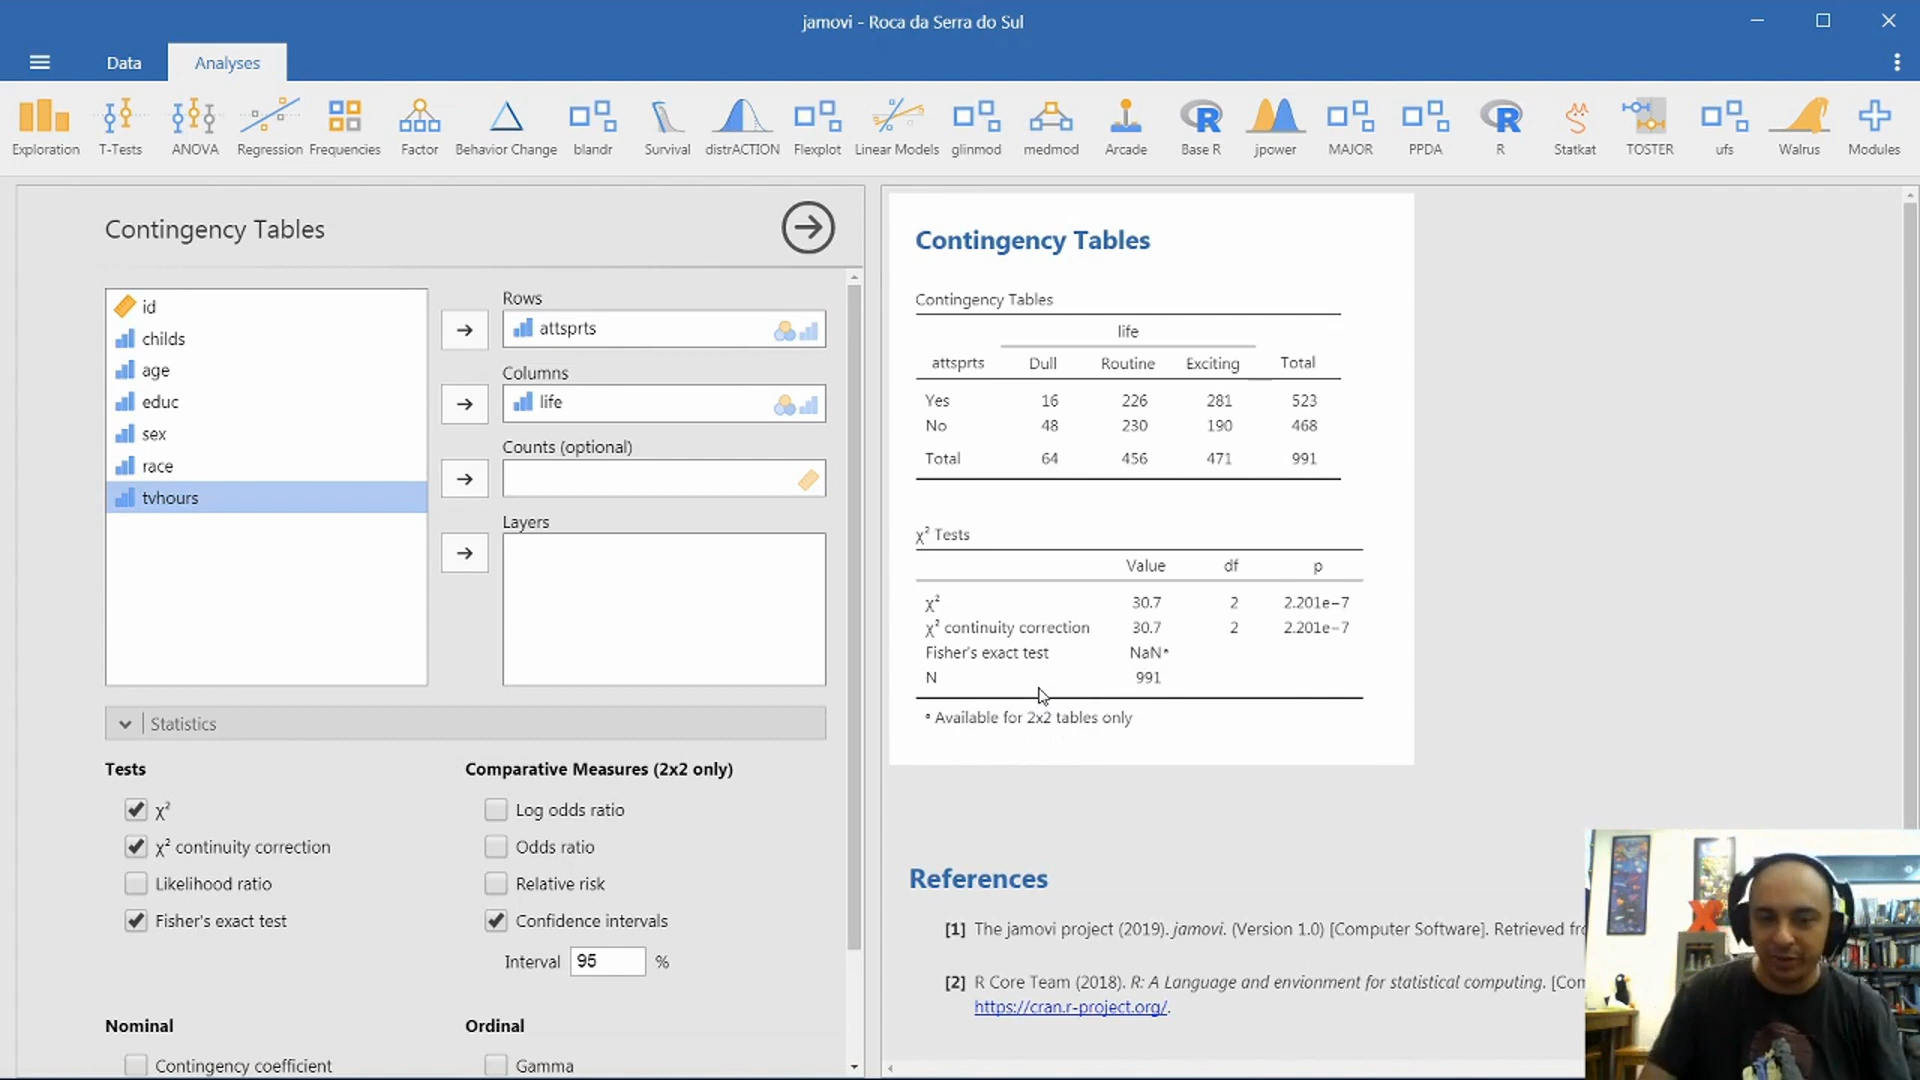 jamovi - Roca da Serra do Sul
Data
Analyses
Exploration
T-Tests
ANOVA
Regression
Frequencies
Factor
Behavior Change
blandr
Survival
distrACTION
Flexplot
Linear Models
glinmod
medmod
Arcade
Base R
jpower
MAJOR
PPDA
R
Statkat
TOSTER
ufs
Walrus
Modules
Contingency Tables
id
childs
age
educ
sex
race
tvhours
Rows
attsprts
Columns
life
Counts (optional)
Layers
Statistics
Tests
χ²
χ² continuity correction
Likelihood ratio
Fisher's exact test
Comparative Measures (2x2 only)
Log odds ratio
Odds ratio
Relative risk
Confidence intervals
Interval 95 %
Nominal
Contingency coefficient
Ordinal
Gamma
Contingency Tables
Contingency Tables
life
attsprts Dull Routine Exciting Total
Yes 16 226 281 523
No 48 230 190 468
Total 64 456 471 991
χ² Tests
Value df p
χ² 30.7 2 2.201e−7
χ² continuity correction 30.7 2 2.201e−7
Fisher's exact test NaNᵃ
N 991
ᵃ Available for 2x2 tables only
References
[1] The jamovi project (2019). jamovi. (Version 1.0) [Computer Software]. Retrieved fro
[2] R Core Team (2018). R: A Language and envionment for statistical computing. [Com
https://cran.r-project.org/.